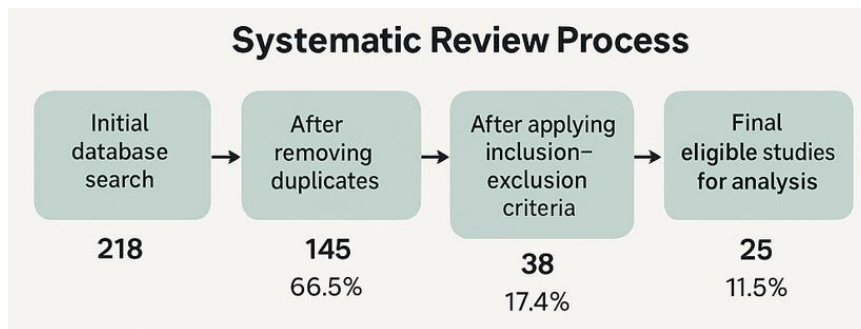 Systematic Review Process
Initial
database
search
218
After
removing
duplicates
145
66.5%
After applying
inclusion–
exclusion
criteria
38
17.4%
Final
eligible studies
for analysis
25
11.5%